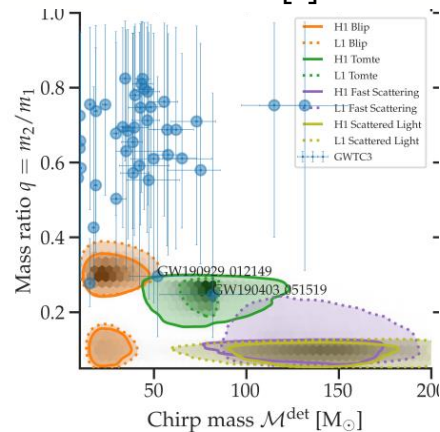 1.0
H1 Blip
L1 Blip
H1 Tomte
L1 Tomte
H1 Fast Scattering
L1 Fast Scattering
H1 Scattered Light
L1 Scattered Light
GWTC3
0.8
0.6
0.4
0.2
Mass ratio q = m₂/m₁
GW190929_012149
GW190403_051519
50
100
150
200
Chirp mass ℳᵈᵉᵗ [M☉]